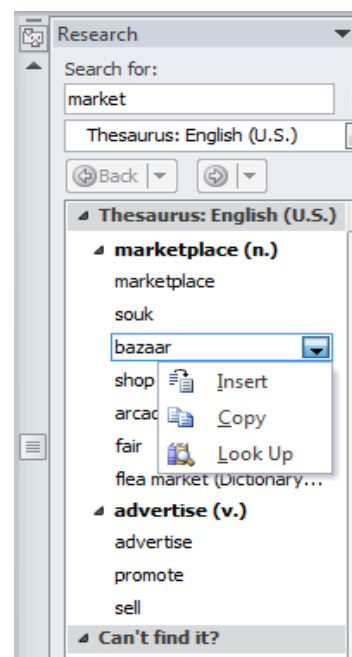 Research
Search for:
market
Thesaurus: English (U.S.)
Back
Thesaurus: English (U.S.)
marketplace (n.)
marketplace
souk
bazaar
shop
Insert
arcad
Copy
fair
Look Up
flea market (Dictionary...
advertise (v.)
advertise
promote
sell
Can't find it?